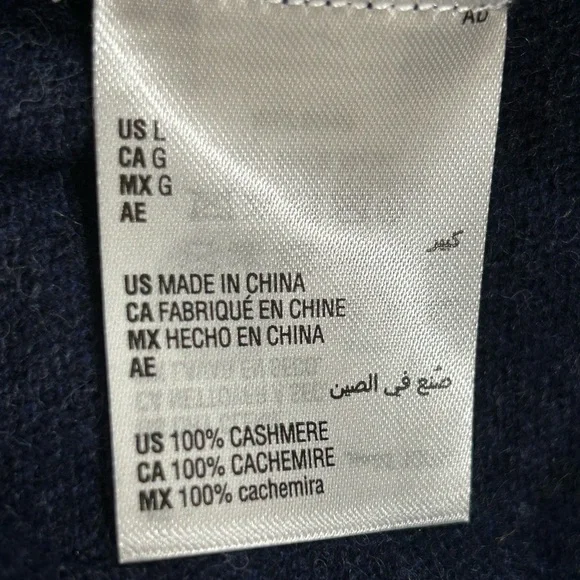 US L
CA G
MX G
AE
كبير
US MADE IN CHINA
CA FABRIQUÉ EN CHINE
MX HECHO EN CHINA
AE
صُنع في الصين
US 100% CASHMERE
CA 100% CACHEMIRE
MX 100% cachemira